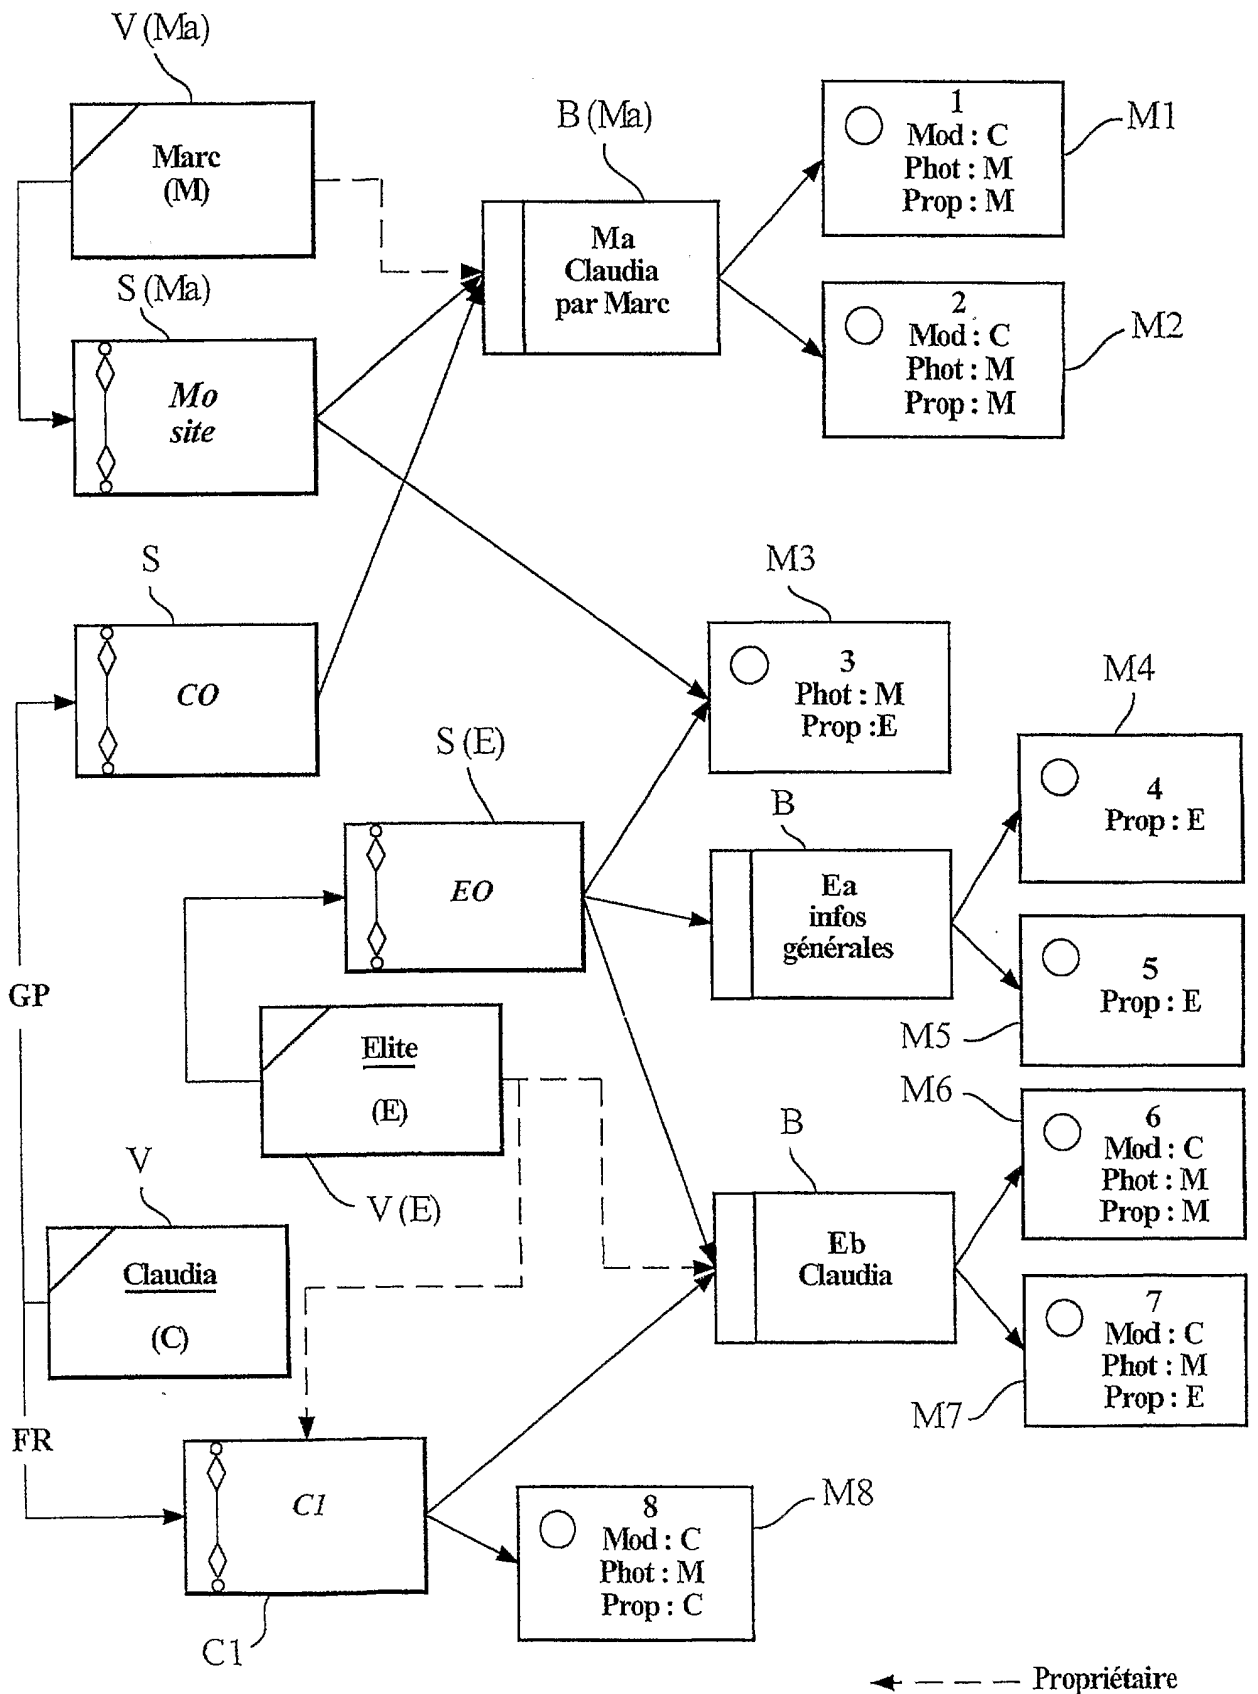 V (Ma)
Marc
(M)
B (Ma)
1
Mod : C
Phot : M
Prop : M
M1
Ma
Claudia
par Marc
S (Ma)
2
Mod : C
Phot : M
Prop : M
M2
Mo
site
S
CO
M3
3
Phot : M
Prop :E
M4
4
Prop : E
S (E)
EO
B
Ea
infos
générales
5
Prop : E
M5
GP
Elite
(E)
V (E)
M6
6
Mod : C
Phot : M
Prop : M
B
Eb
Claudia
V
Claudia
(C)
7
Mod : C
Phot : M
Prop : E
M7
FR
C1
C1
8
Mod : C
Phot : M
Prop : C
M8
Propriétaire